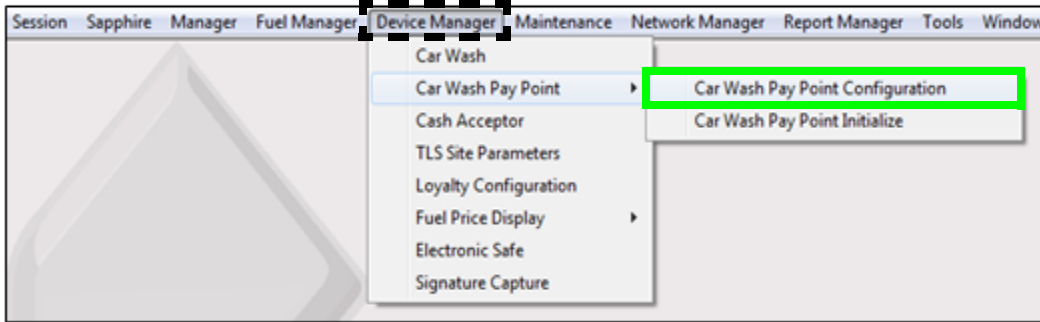 Session Sapphire Manager Fuel Manager Device Manager Maintenance Network Manager Report Manager Tools Window
Car Wash
Car Wash Pay Point
Car Wash Pay Point Configuration
Car Wash Pay Point Initialize
Cash Acceptor
TLS Site Parameters
Loyalty Configuration
Fuel Price Display
Electronic Safe
Signature Capture